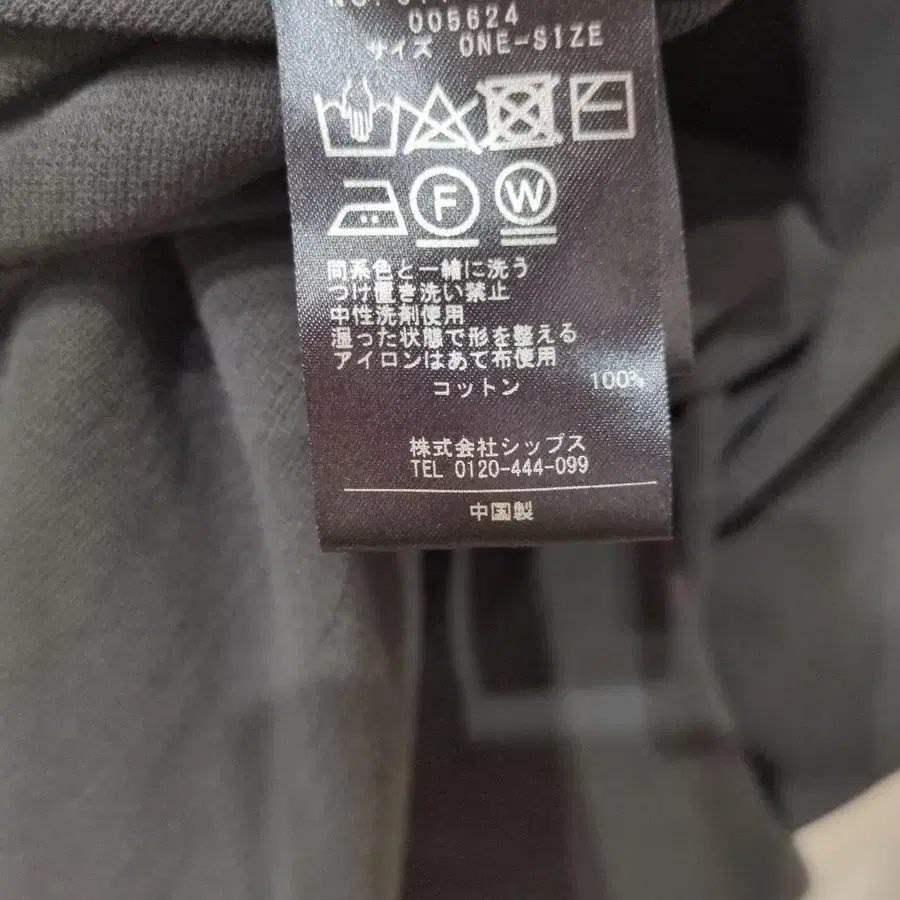 005624
サイズ ONE-SIZE
F W
同系色と一緒に洗う
つけ置き洗い禁止
中性洗剤使用
湿った状態で形を整える
アイロンはあて布使用
コットン 100%
株式会社シップス
TEL 0120-444-099
中国製